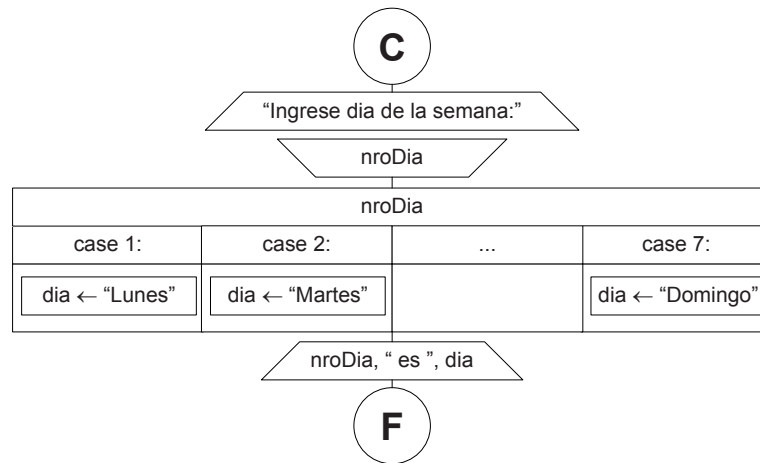 C
“Ingrese dia de la semana:”
nroDia
nroDia
case 1: case 2: ... case 7:
dia ← “Lunes” dia ← “Martes” dia ← “Domingo”
nroDia, “ es ”, dia
F